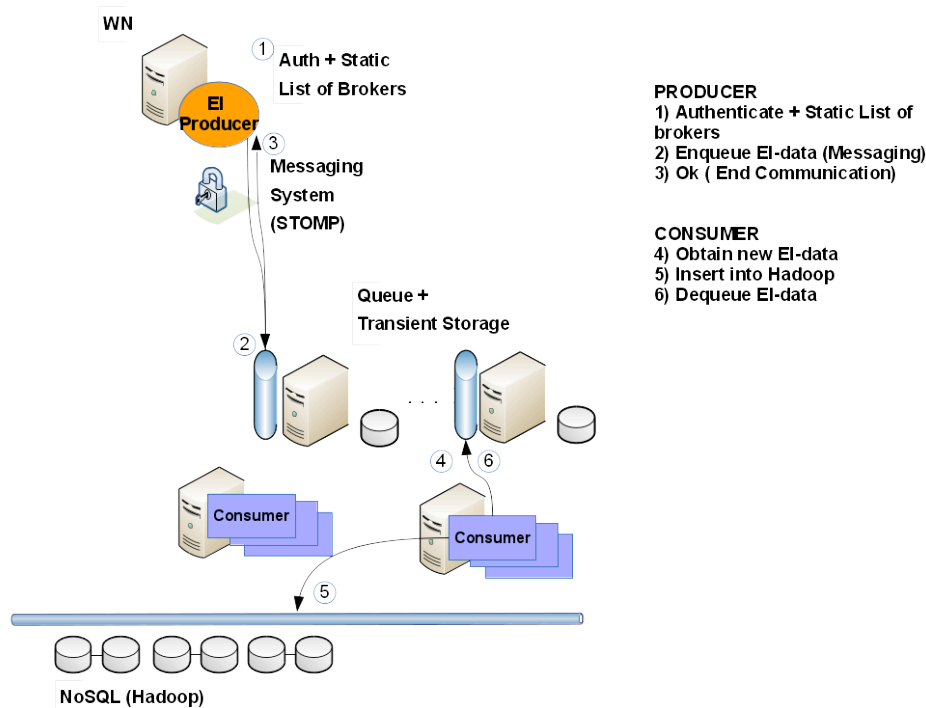 WN
1
Auth + Static
List of Brokers
EI
Producer
3
Messaging
System
(STOMP)
Queue +
Transient Storage
2
. . .
4
6
Consumer
Consumer
5
NoSQL (Hadoop)
PRODUCER
1) Authenticate + Static List of
brokers
2) Enqueue EI-data (Messaging)
3) Ok ( End Communication)
CONSUMER
4) Obtain new EI-data
5) Insert into Hadoop
6) Dequeue EI-data